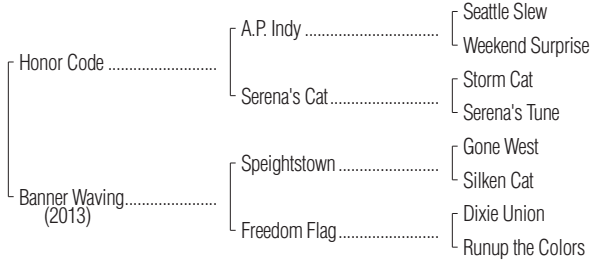 Seattle Slew
A.P. Indy ..............................
Weekend Surprise
Honor Code ........................
Storm Cat
Serena's Cat........................
Serena's Tune
Gone West
Speightstown ......................
Silken Cat
Banner Waving....................
(2013)
Dixie Union
Freedom Flag......................
Runup the Colors